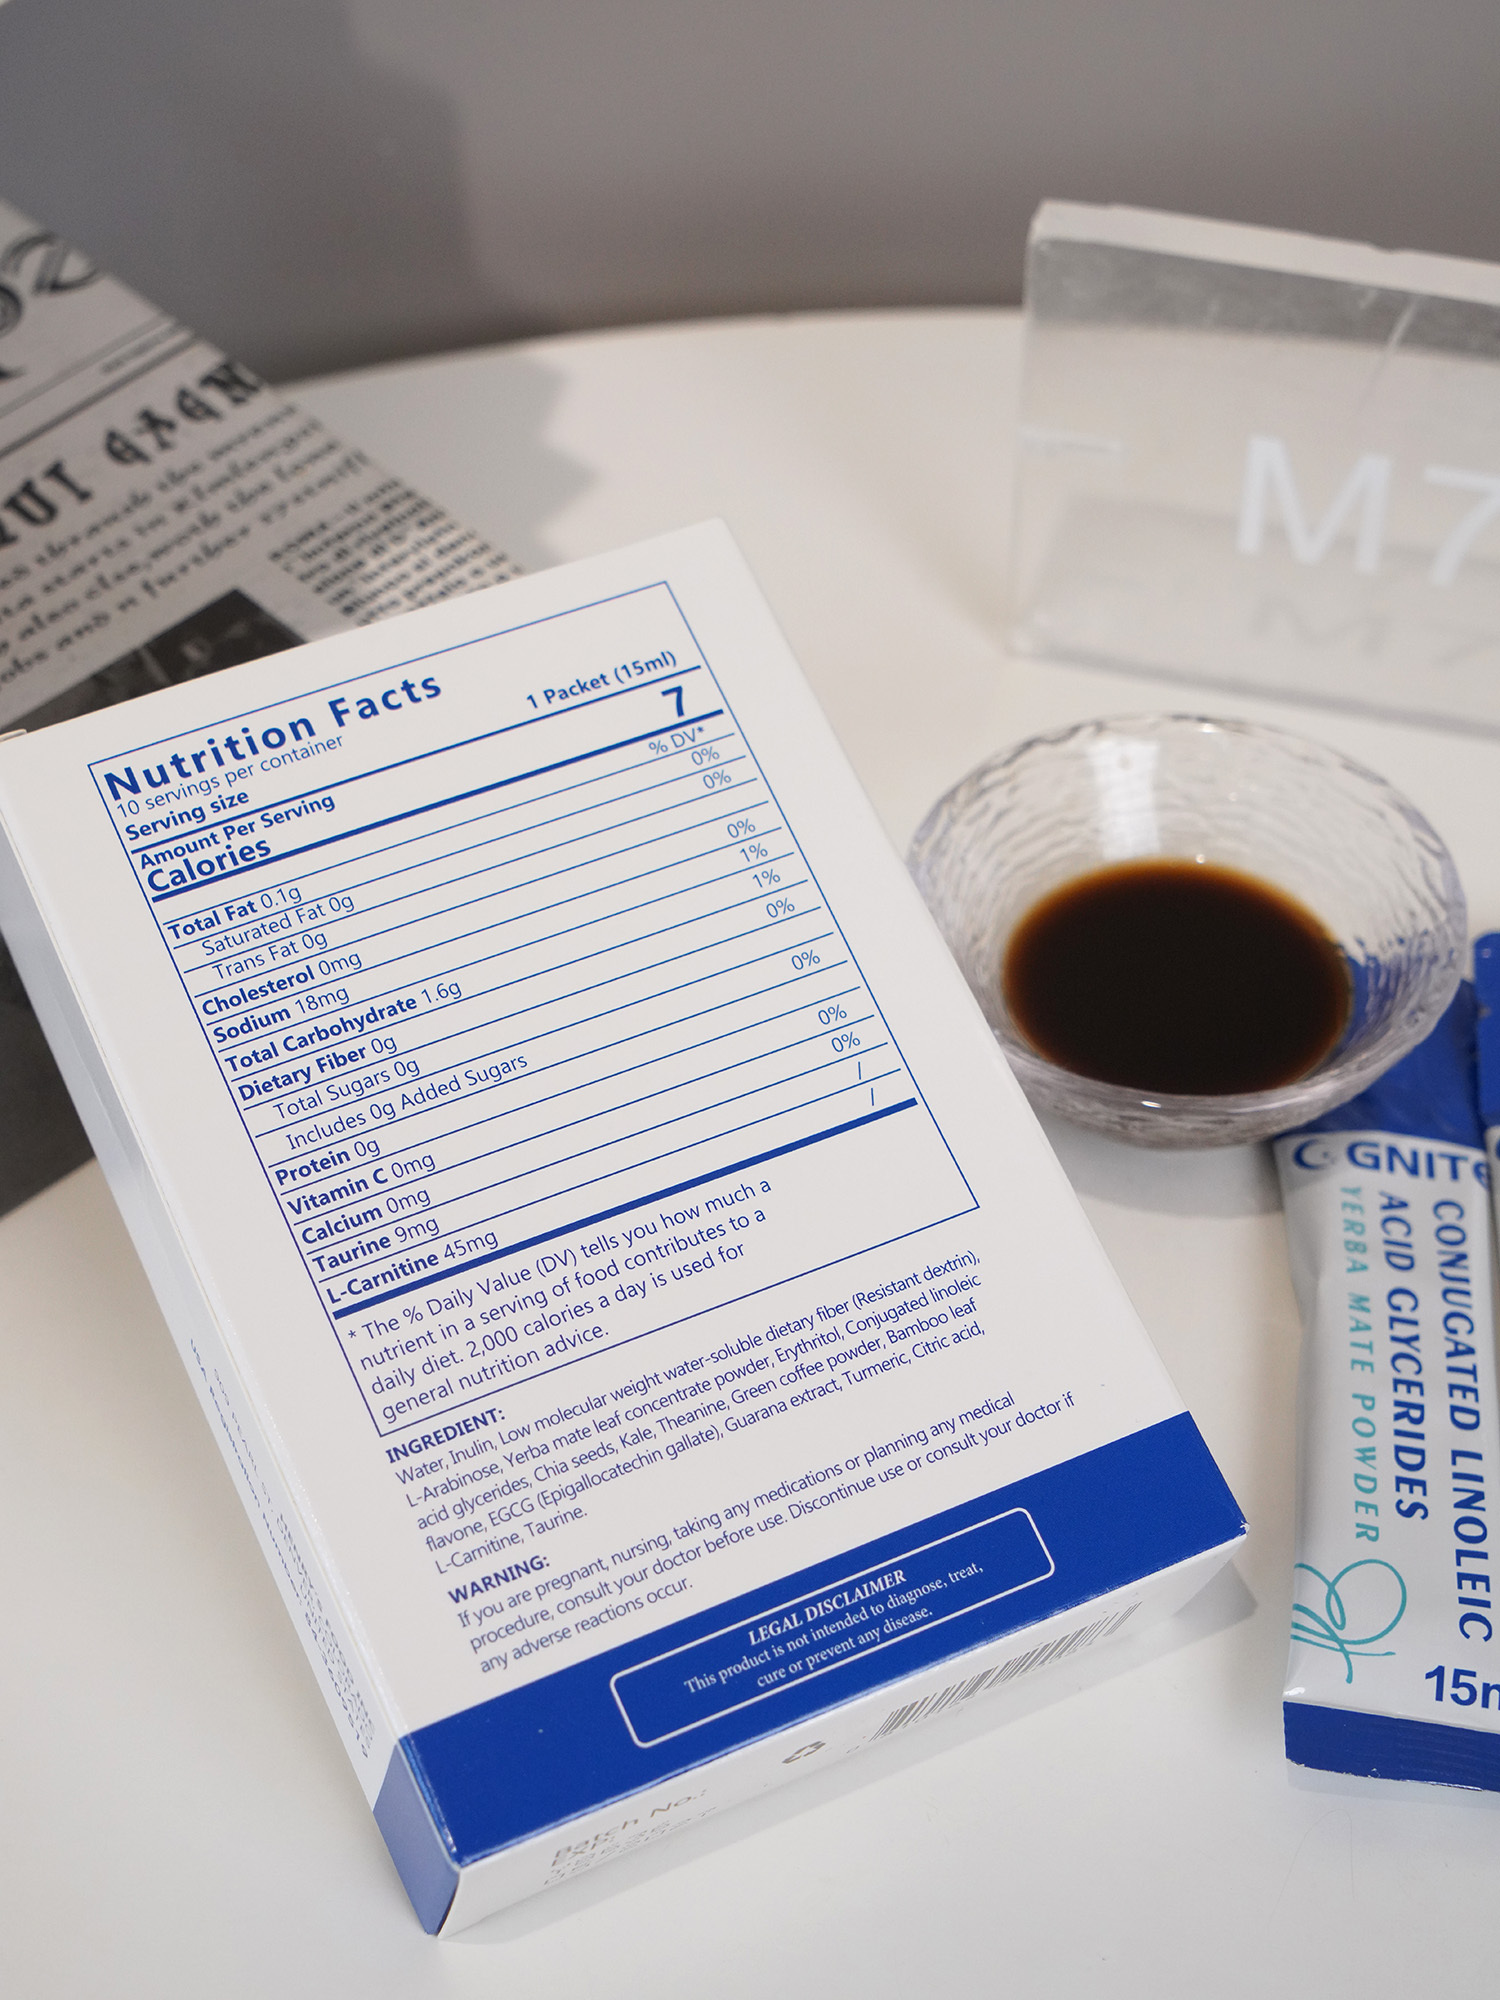 Nutrition Facts
10 servings per container
Serving size 1 Packet (15ml)
Amount Per Serving
Calories 7
% DV*
Total Fat 0.1g 0%
Saturated Fat 0g 0%
Trans Fat 0g
Cholesterol 0mg 0%
Sodium 18mg 1%
Total Carbohydrate 1.6g 1%
Dietary Fiber 0g 0%
Total Sugars 0g
Includes 0g Added Sugars 0%
Protein 0g
Vitamin C 0mg 0%
Calcium 0mg 0%
Taurine 9mg /
L-Carnitine 45mg /
* The % Daily Value (DV) tells you how much a
nutrient in a serving of food contributes to a
daily diet. 2,000 calories a day is used for
general nutrition advice.
INGREDIENT:
Water, Inulin, Low molecular weight water-soluble dietary fiber (Resistant dextrin),
L-Arabinose, Yerba mate leaf concentrate powder, Erythritol, Conjugated linoleic
acid glycerides, Chia seeds, Kale, Theanine, Green coffee powder, Bamboo leaf
flavone, EGCG (Epigallocatechin gallate), Guarana extract, Turmeric, Citric acid,
L-Carnitine, Taurine.
WARNING:
If you are pregnant, nursing, taking any medications or planning any medical
procedure, consult your doctor before use. Discontinue use or consult your doctor if
any adverse reactions occur.
LEGAL DISCLAIMER
This product is not intended to diagnose, treat,
cure or prevent any disease.
Batch No.:
EXP:
M7
GNIT
CONJUGATED LINOLEIC
ACID GLYCERIDES
YERBA MATE POWDER
15m